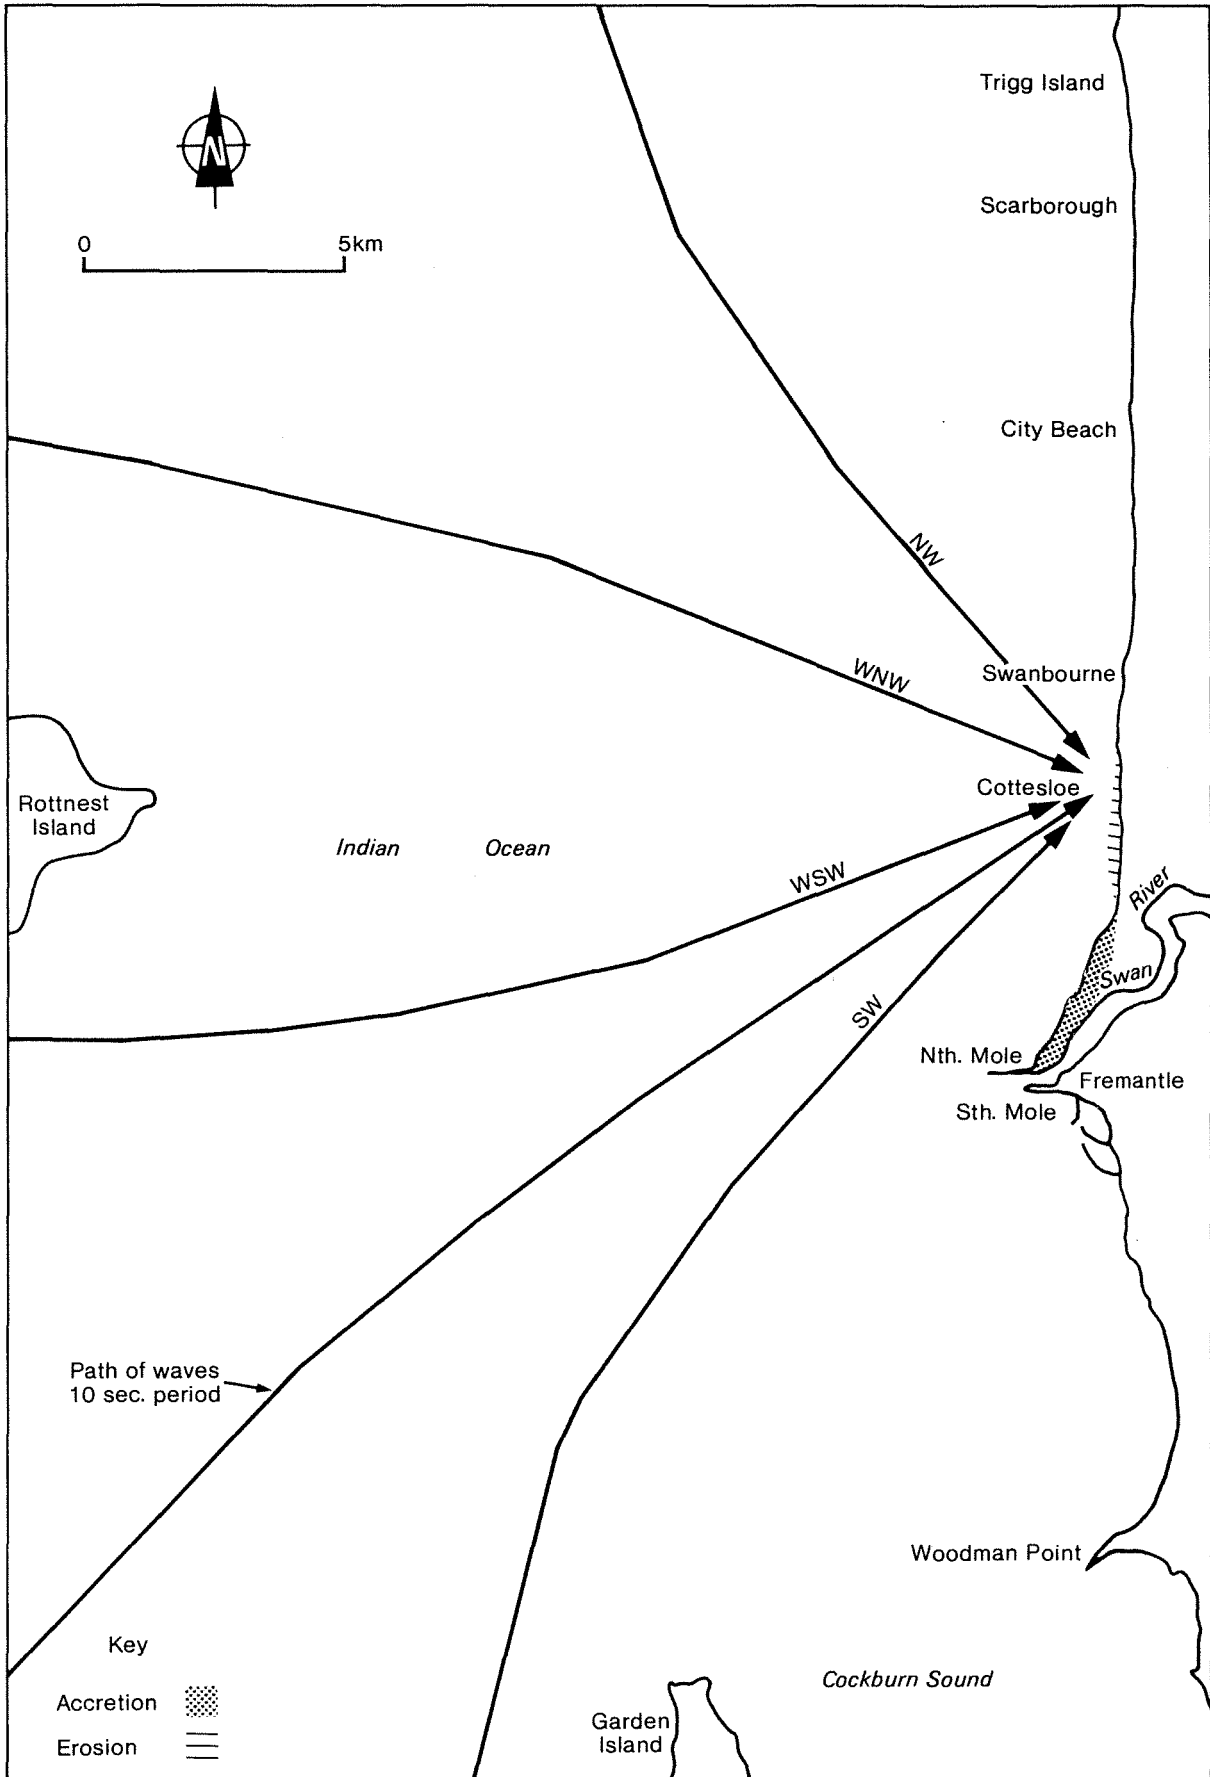 Trigg Island
N
Scarborough
0 5km
City Beach
NW
Swanbourne
WNW
Cottesloe
Rottnest
Island
Indian Ocean
WSW
River
Swan
SW
Nth. Mole
Fremantle
Sth. Mole
Path of waves
10 sec. period
Woodman Point
Key
Cockburn Sound
Accretion
Garden
Island
Erosion